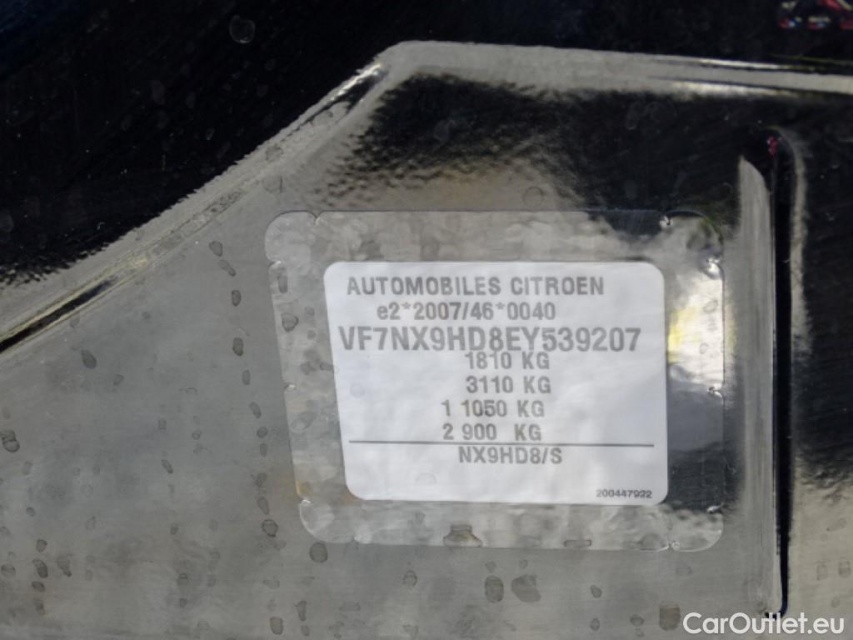 AUTOMOBILES CITROEN
e2*2007/46*0040
VF7NX9HD8EY539207
1810 KG
3110 KG
1 1050 KG
2 900 KG
NX9HD8/S
200447922
CarOutlet.eu